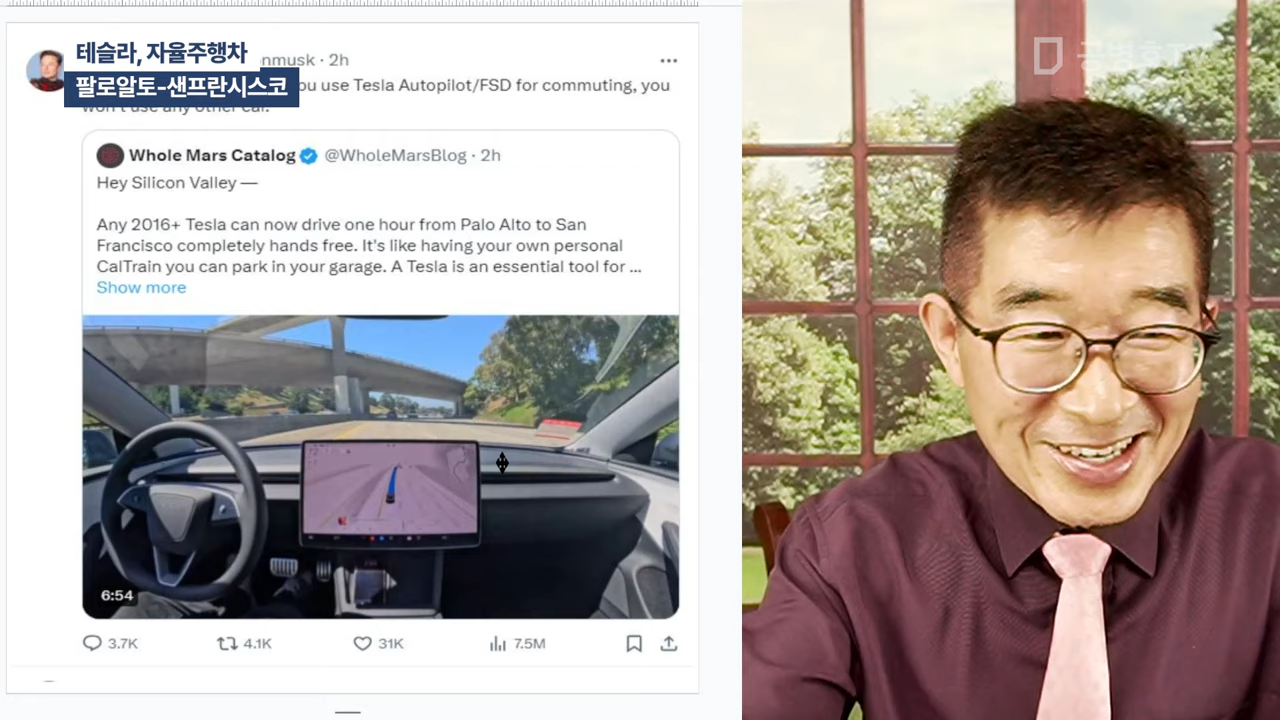 테슬라, 자율주행차
팔로알토-샌프란시스코
onmusk · 2h
ou use Tesla Autopilot/FSD for commuting, you
won't use any other car.
Whole Mars Catalog @WholeMarsBlog · 2h
Hey Silicon Valley —
Any 2016+ Tesla can now drive one hour from Palo Alto to San
Francisco completely hands free. It's like having your own personal
CalTrain you can park in your garage. A Tesla is an essential tool for ...
Show more
6:54
3.7K 4.1K 31K 7.5M